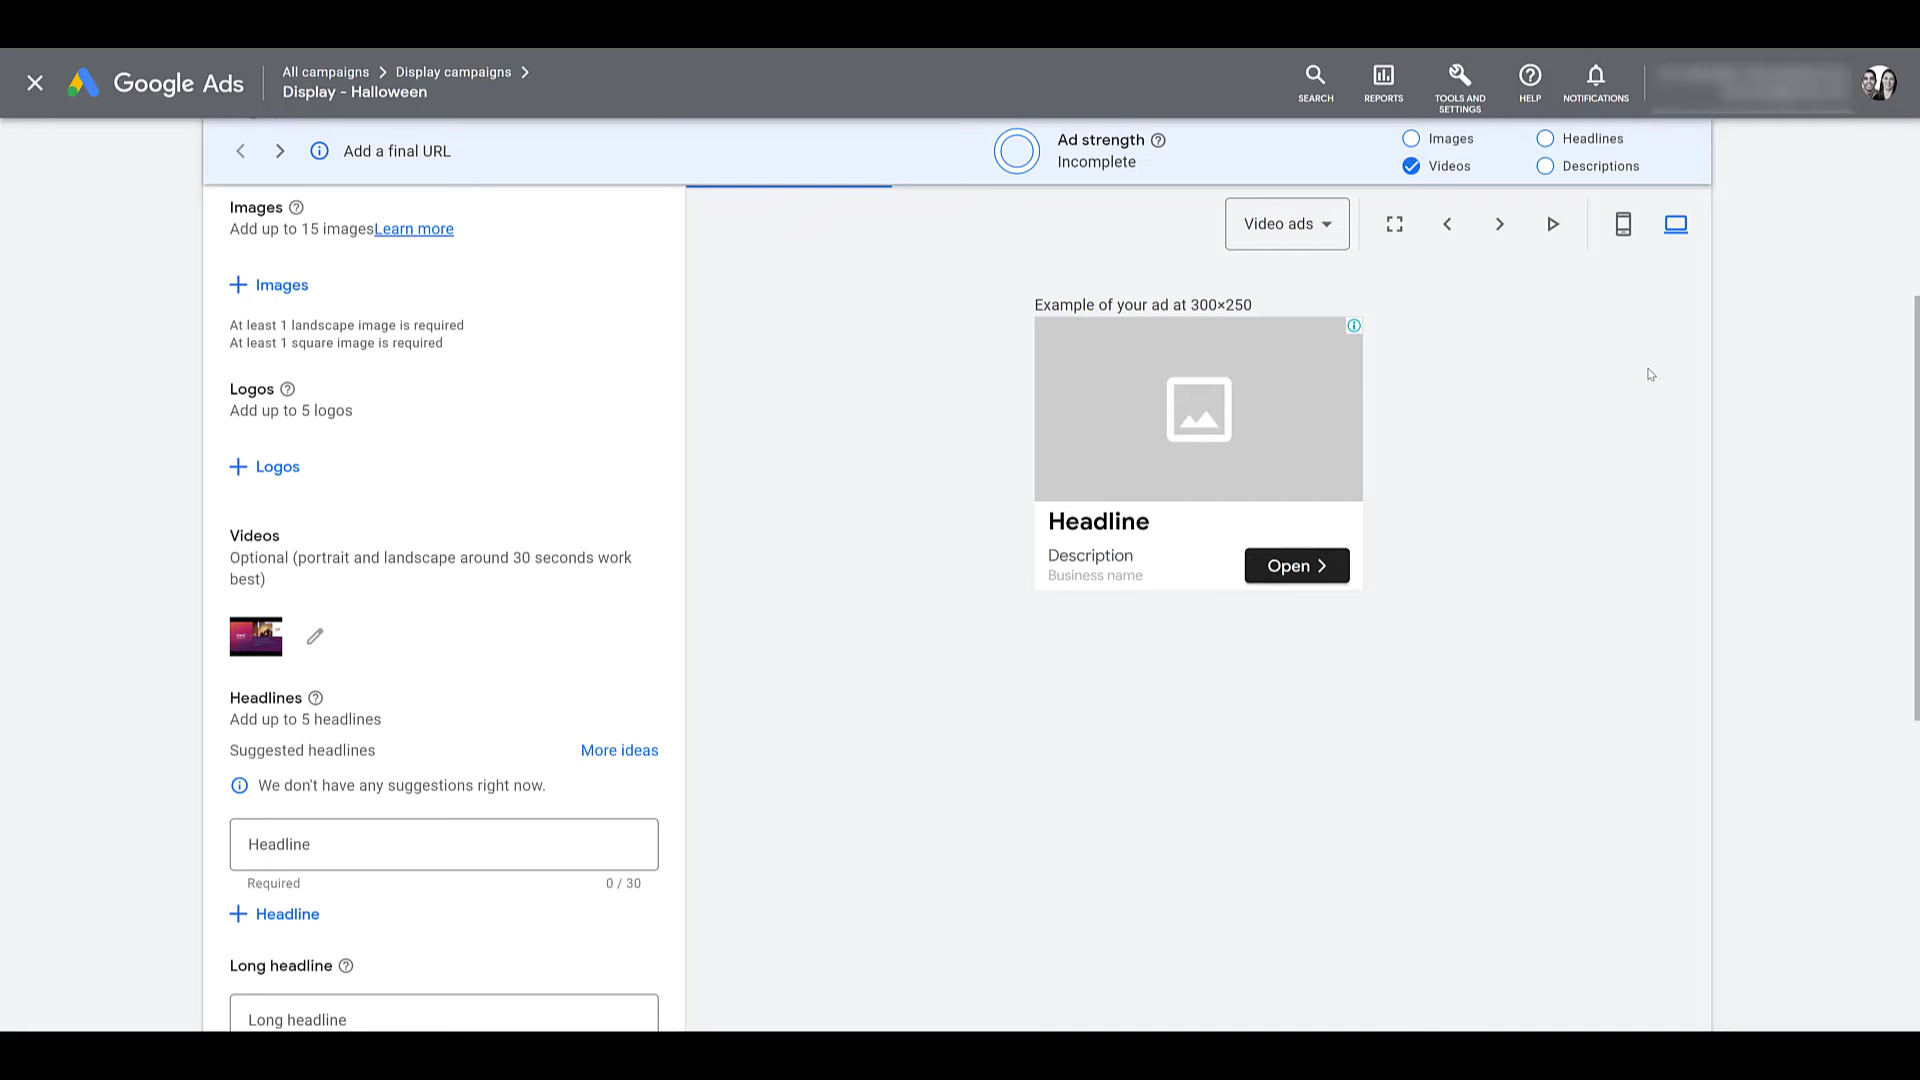 Google Ads
All campaigns
Display campaigns
Display - Halloween
SEARCH
REPORTS
TOOLS AND
SETTINGS
HELP
NOTIFICATIONS
Add a final URL
Ad strength
Incomplete
Images
Headlines
Videos
Descriptions
Images
Add up to 15 imagesLearn more
Images
At least 1 landscape image is required
At least 1 square image is required
Logos
Add up to 5 logos
Logos
Videos
Optional (portrait and landscape around 30 seconds work
best)
Headlines
Add up to 5 headlines
Suggested headlines
More ideas
We don't have any suggestions right now.
Headline
Required
0 / 30
Headline
Long headline
Long headline
Video ads
Example of your ad at 300×250
Headline
Description
Business name
Open